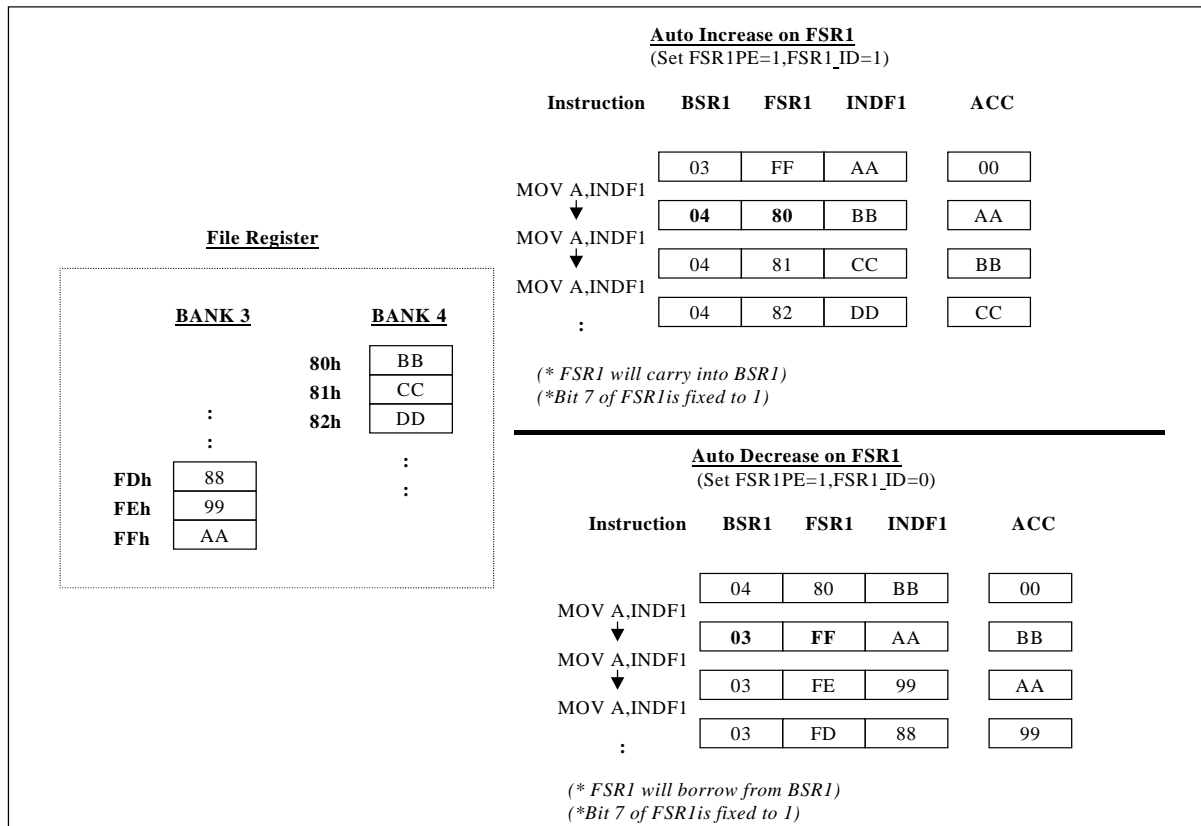 Auto Increase on FSR1
(Set FSR1PE=1,FSR1_ID=1)
Instruction BSR1 FSR1 INDF1 ACC
03 FF AA 00
MOV A,INDF1
04 80 BB AA
MOV A,INDF1
04 81 CC BB
MOV A,INDF1
04 82 DD CC
:
(* FSR1 will carry into BSR1)
(*Bit 7 of FSR1is fixed to 1)
File Register
BANK 3 BANK 4
80h BB
81h CC
82h DD
:
:
:
:
FDh 88
FEh 99
FFh AA
Auto Decrease on FSR1
(Set FSR1PE=1,FSR1_ID=0)
Instruction BSR1 FSR1 INDF1 ACC
04 80 BB 00
MOV A,INDF1
03 FF AA BB
MOV A,INDF1
03 FE 99 AA
MOV A,INDF1
03 FD 88 99
:
(* FSR1 will borrow from BSR1)
(*Bit 7 of FSR1is fixed to 1)